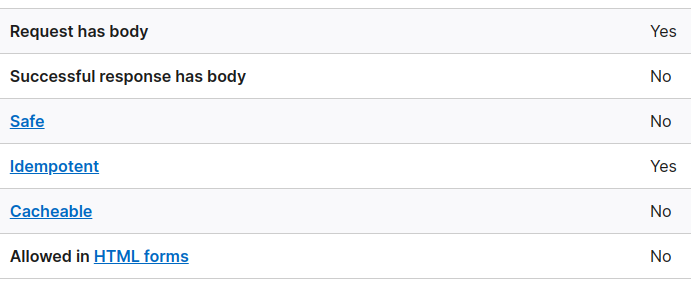 Request has body Yes
Successful response has body No
Safe No
Idempotent Yes
Cacheable No
Allowed in HTML forms No